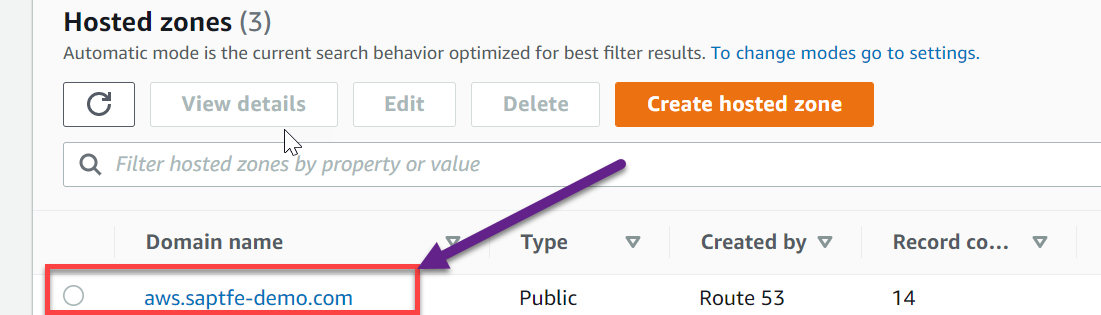 Hosted zones (3)
Automatic mode is the current search behavior optimized for best filter results. To change modes go to settings.
View details Edit Delete Create hosted zone
Filter hosted zones by property or value
Domain name Type Created by Record co...
aws.saptfe-demo.com Public Route 53 14